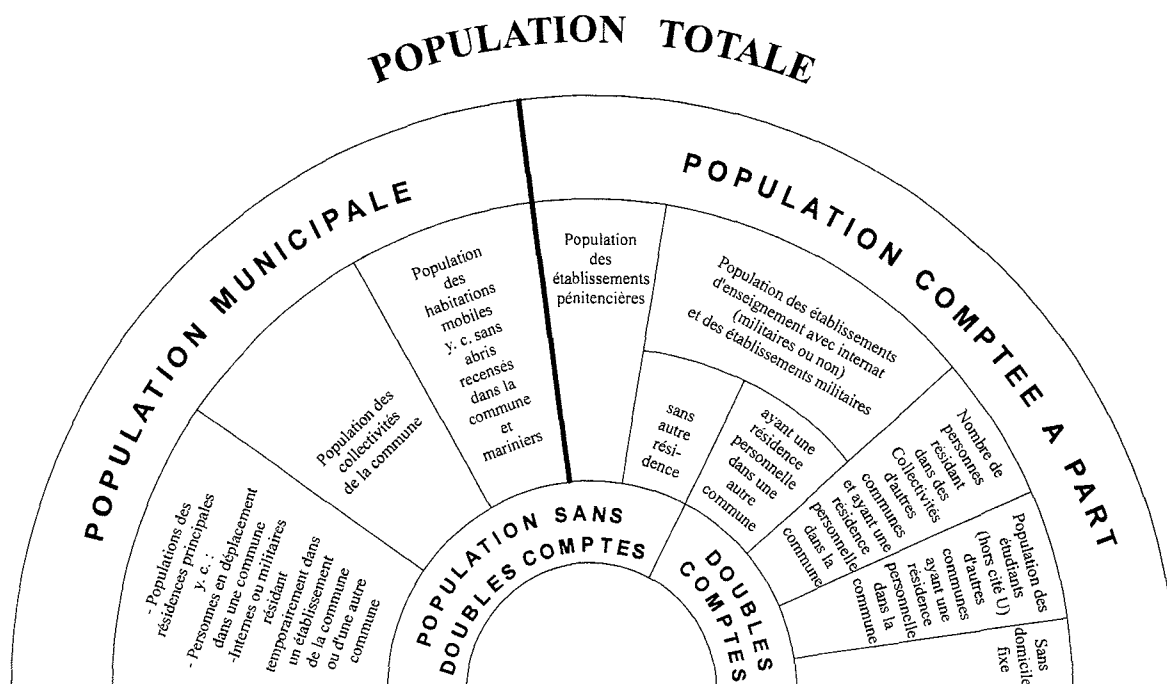 POPULATION TOTALE
POPULATION MUNICIPALE
POPULATION COMPTEE A PART
- Populations des
résidences principales
y. c. :
- Personnes en déplacement
dans une commune
-Internes ou militaires
résidant
temporairement dans
un établissement
de la commune
ou d'une autre
commune
Population des
collectivités
de la commune
Population
des
habitations
mobiles
y. c. sans
abris
recensés
dans la
commune
et
mariniers
Population
des
établissements
pénitencières
Population des établissements
d'enseignement avec internat
(militaires ou non)
et des établissements militaires
sans
autre
rési-
dence
ayant une
résidence
personnelle
dans une
autre
commune
Nombre de
personnes
résidant
dans des
Collectivités
d'autres
communes
et ayant une
résidence
personnelle
dans la
commune
Population des
étudiants
(hors cité U)
d'autres
communes
ayant une
résidence
personnelle
dans la
commune
Sans
domicile
fixe
POPULATION SANS
DOUBLES COMPTES
DOUBLES
COMPTES